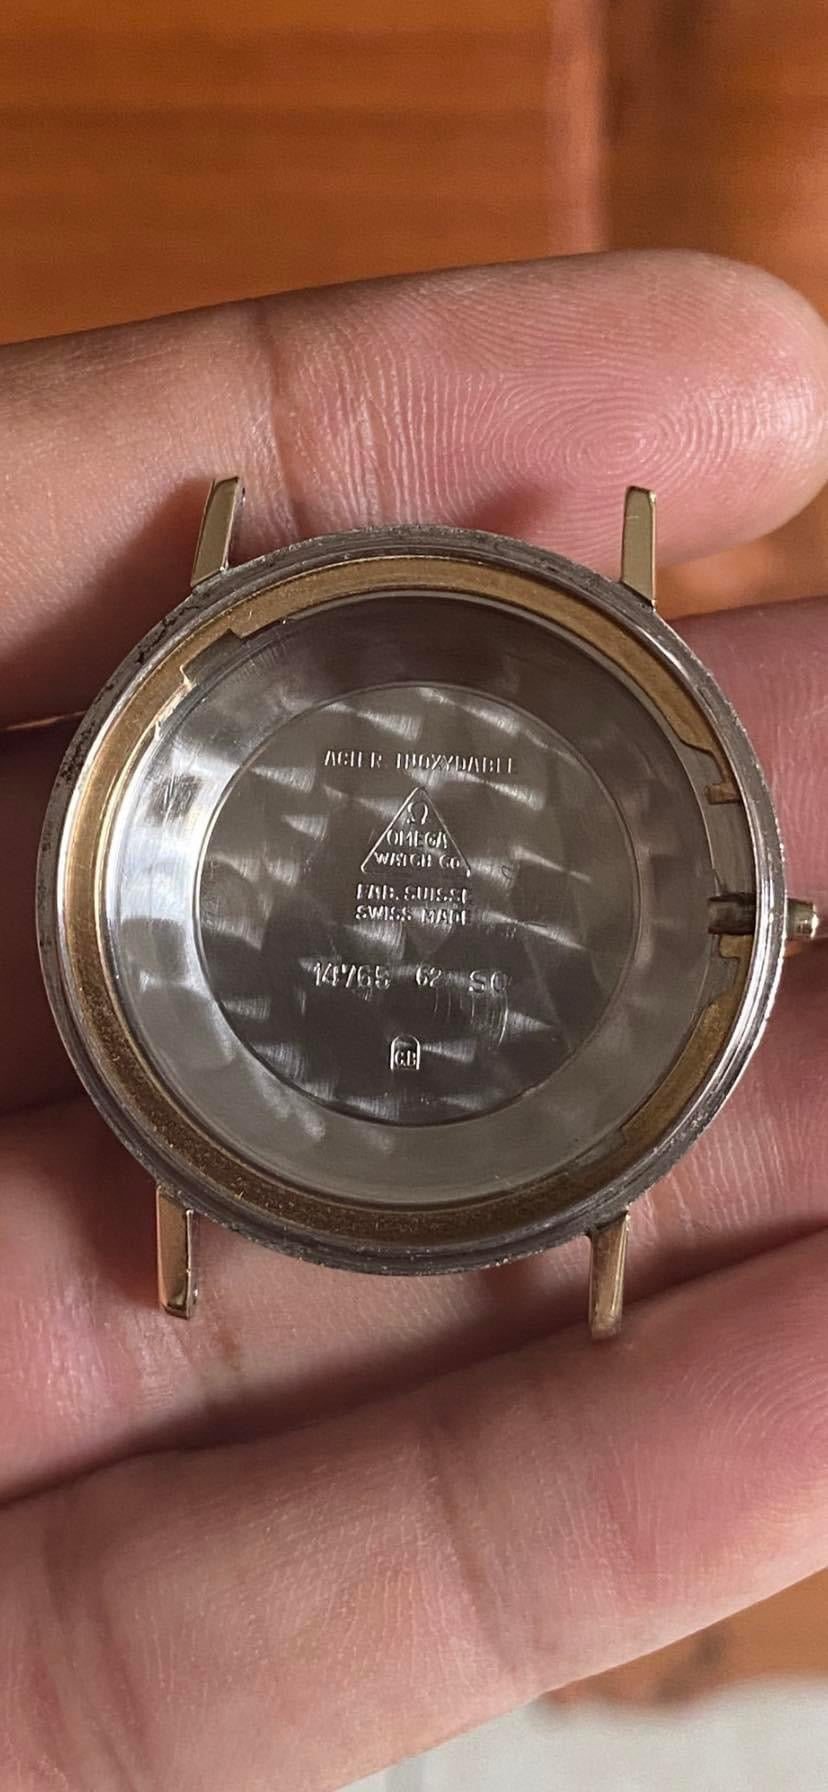 ACIER INOXYDABLE
Ω
OMEGA
WATCH CO
FAB. SUISSE
SWISS MADE
14765 62 SC
CB